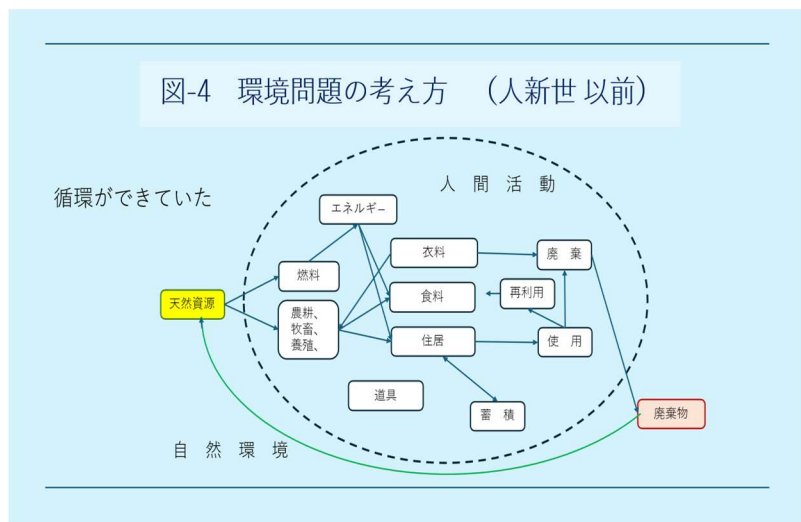 図-4　環境問題の考え方　（人新世 以前）
人　間　活　動
循環ができていた
エネルギー
衣料
廃　棄
燃料
食料
再利用
天然資源
農耕、
牧畜、
養殖、
住居
使　用
道具
蓄　積
廃棄物
自　然　環　境